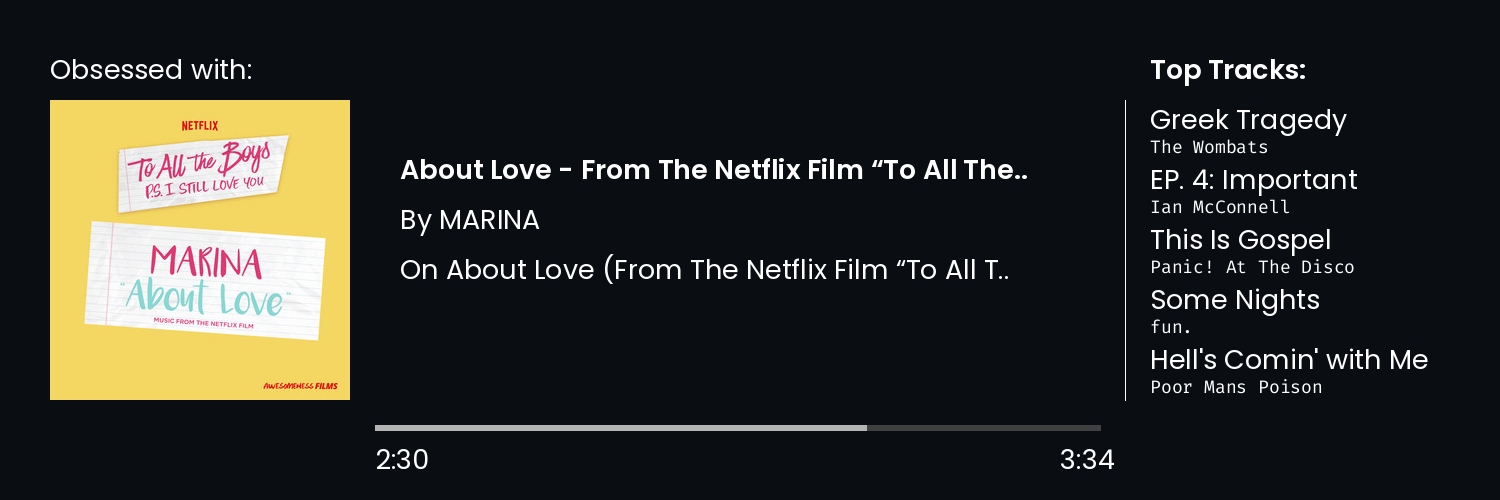 Obsessed with:
NETFLIX
To All the Boys
P.S. I STILL LOVE YOU
MARINA
"About Love"
MUSIC FROM THE NETFLIX FILM
AWESOMENESS FILMS
About Love - From The Netflix Film “To All The..
By MARINA
On About Love (From The Netflix Film “To All T..
2:30
3:34
Top Tracks:
Greek Tragedy
The Wombats
EP. 4: Important
Ian McConnell
This Is Gospel
Panic! At The Disco
Some Nights
fun.
Hell's Comin' with Me
Poor Mans Poison